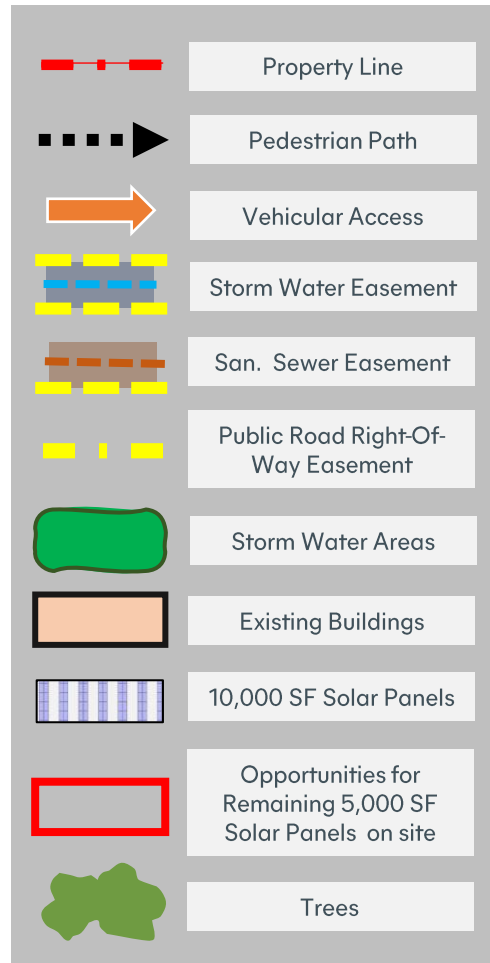 Property Line
Pedestrian Path
Vehicular Access
Storm Water Easement
San. Sewer Easement
Public Road Right-Of-
Way Easement
Storm Water Areas
Existing Buildings
10,000 SF Solar Panels
Opportunities for
Remaining 5,000 SF
Solar Panels on site
Trees